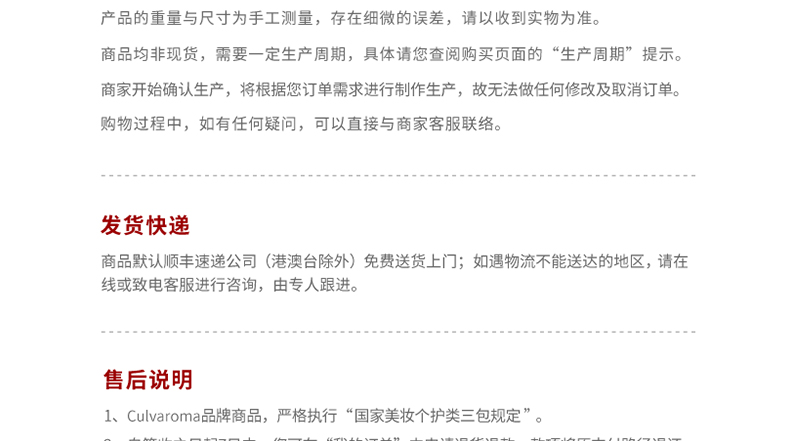 产品的重量与尺寸为手工测量，存在细微的误差，请以收到实物为准。
商品均非现货，需要一定生产周期，具体请您查阅购买页面的“生产周期”提示。
商家开始确认生产，将根据您订单需求进行制作生产，故无法做任何修改及取消订单。
购物过程中，如有任何疑问，可以直接与商家客服联络。
发货快递
商品默认顺丰速递公司（港澳台除外）免费送货上门；如遇物流不能送达的地区，请在
线或致电客服进行咨询，由专人跟进。
售后说明
1、Culvaroma品牌商品，严格执行“国家美妆个护类三包规定”。